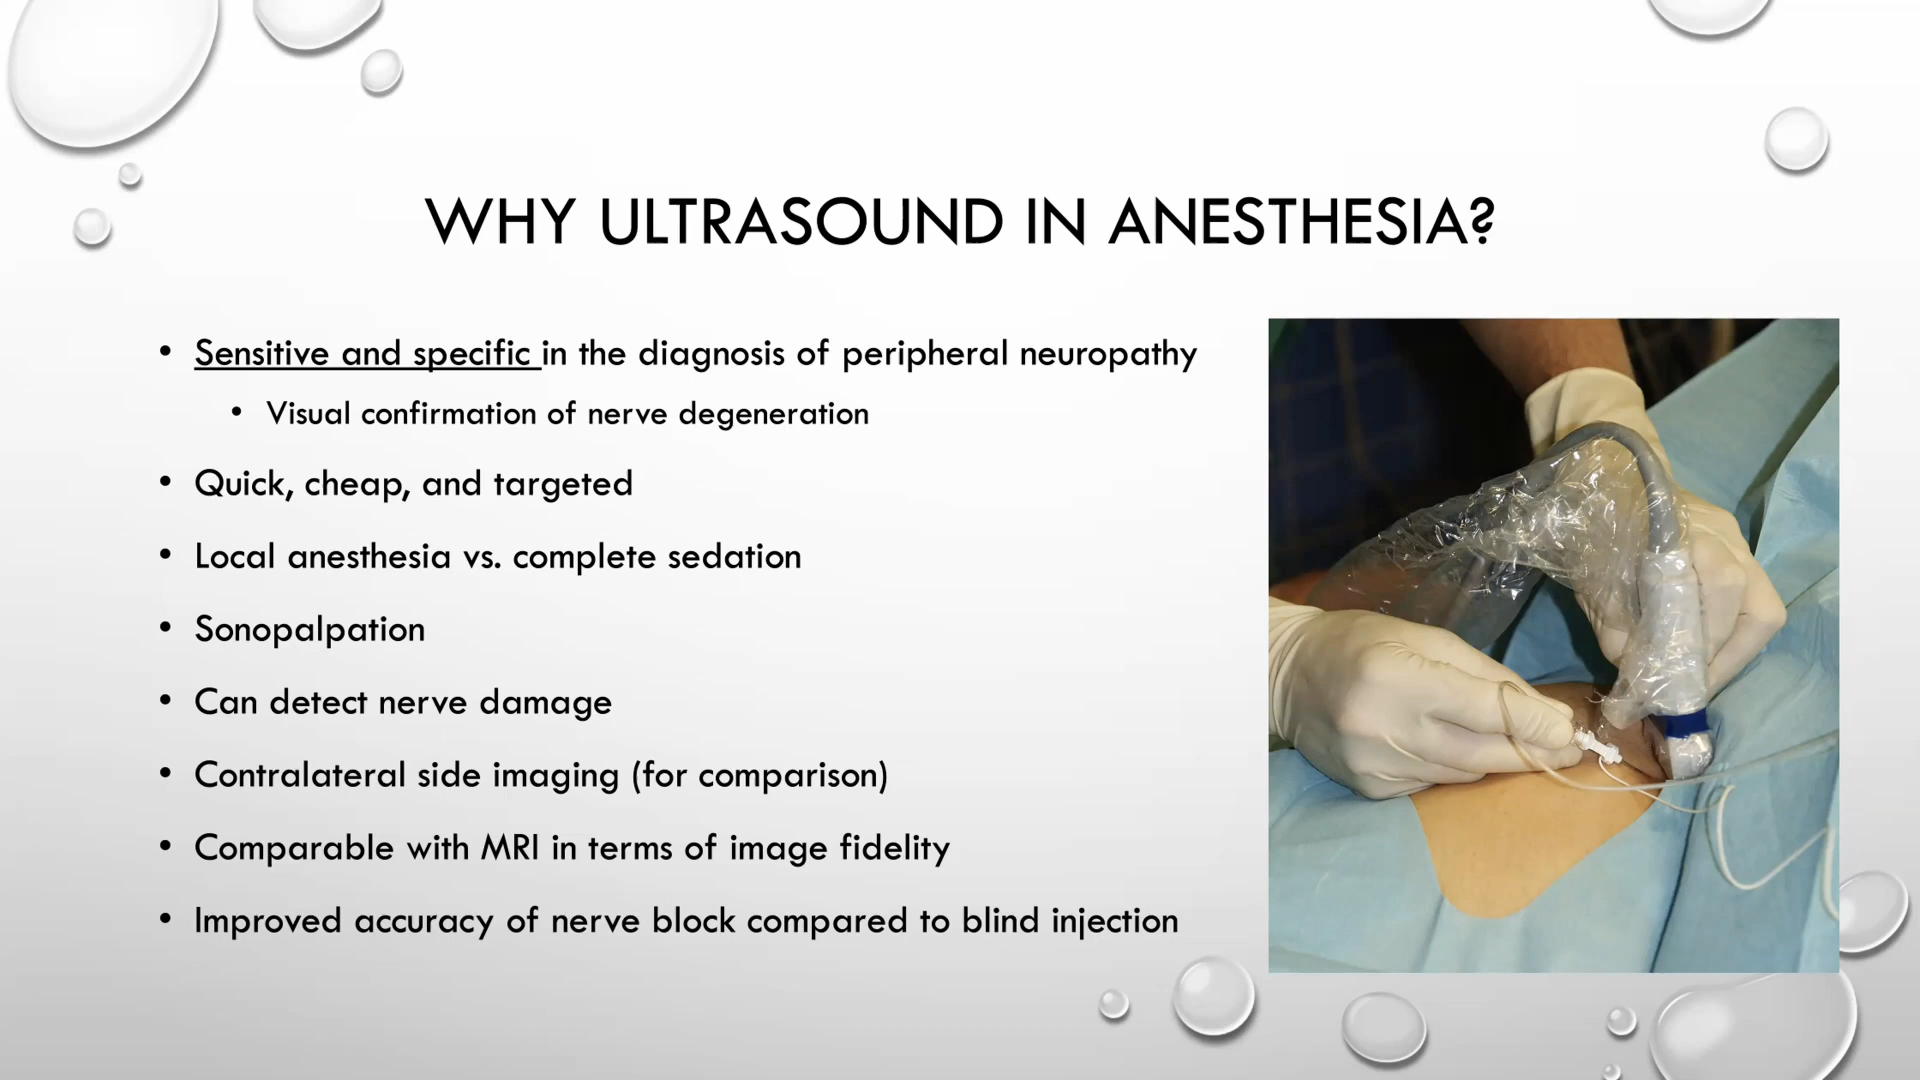 WHY ULTRASOUND IN ANESTHESIA?
• Sensitive and specific in the diagnosis of peripheral neuropathy
• Visual confirmation of nerve degeneration
• Quick, cheap, and targeted
• Local anesthesia vs. complete sedation
• Sonopalpation
• Can detect nerve damage
• Contralateral side imaging (for comparison)
• Comparable with MRI in terms of image fidelity
• Improved accuracy of nerve block compared to blind injection